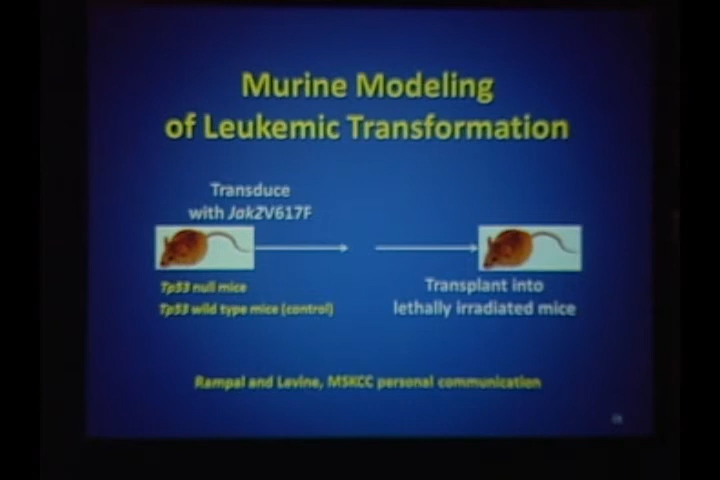 Murine Modeling
of Leukemic Transformation
Transduce
with Jak2V617F
Tp53 null mice
Tp53 wild type mice (control)
Transplant into
lethally irradiated mice
Rampal and Levine, MSKCC personal communication